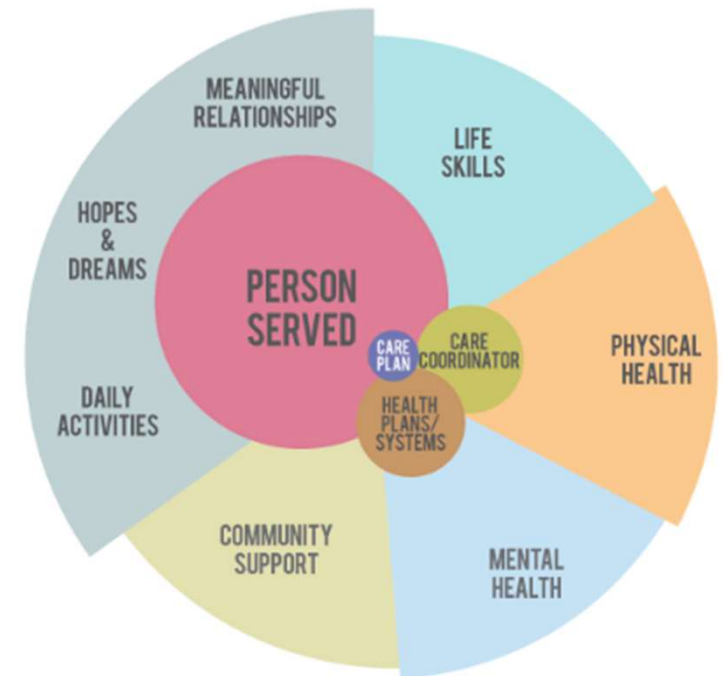 MEANINGFUL
RELATIONSHIPS
HOPES
&
DREAMS
DAILY
ACTIVITIES
LIFE
SKILLS
PHYSICAL
HEALTH
MENTAL
HEALTH
COMMUNITY
SUPPORT
PERSON
SERVED
CARE
PLAN
CARE
COORDINATOR
HEALTH
PLANS/
SYSTEMS